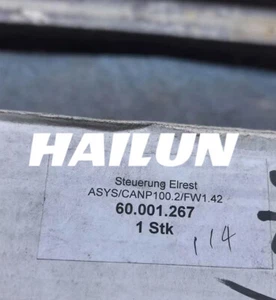 HAILUN
Steuerung Elrest
ASYS/CANP100.2/FW1.42
60.001.267
1 Stk
114